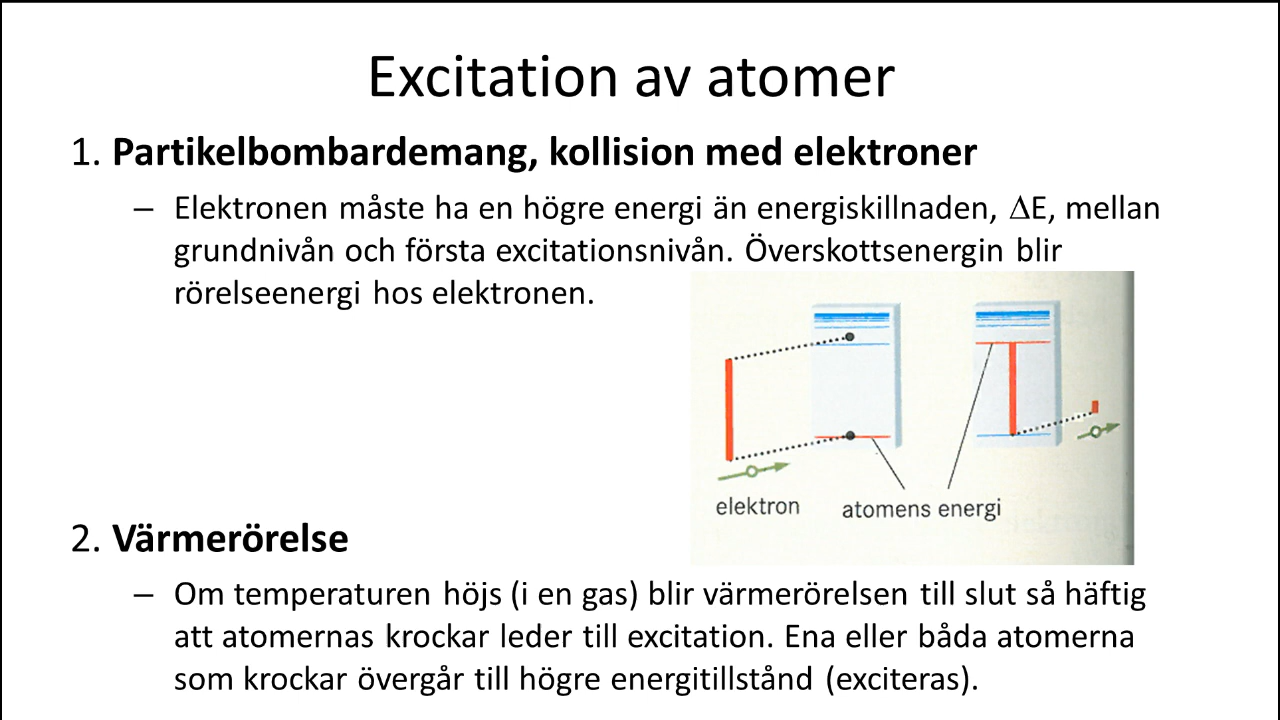 Excitation av atomer
1. Partikelbombardemang, kollision med elektroner
– Elektronen måste ha en högre energi än energiskillnaden, ΔE, mellan
grundnivån och första excitationsnivån. Överskottsenergin blir
rörelseenergi hos elektronen.
elektron
atomens energi
2. Värmerörelse
– Om temperaturen höjs (i en gas) blir värmerörelsen till slut så häftig
att atomernas krockar leder till excitation. Ena eller båda atomerna
som krockar övergår till högre energitillstånd (exciteras).